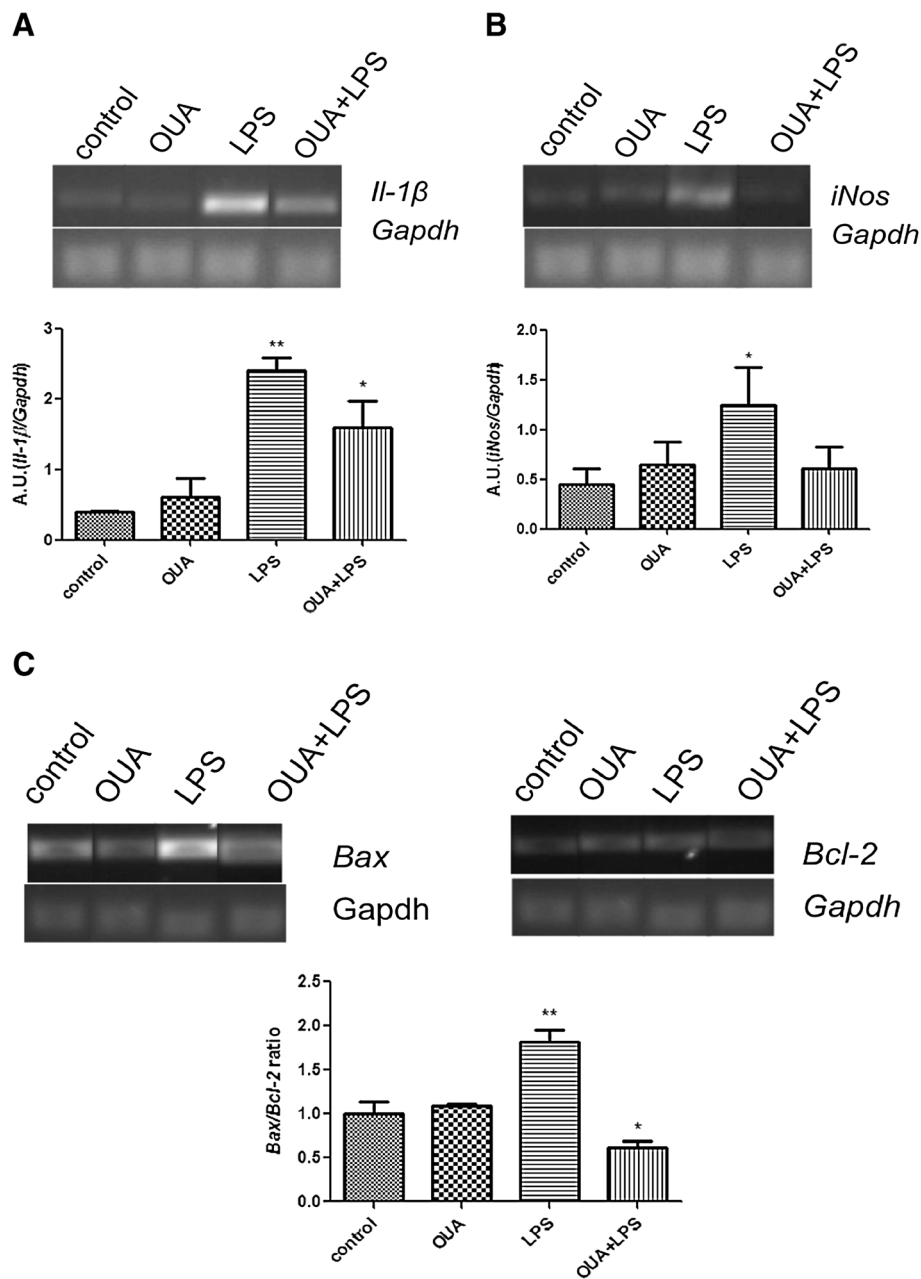 A
control OUA LPS OUA+LPS
Il-1β
Gapdh
A.U.(Il-1β/Gapdh)
3
2
1
0
**
*
control OUA LPS OUA+LPS
B
control OUA LPS OUA+LPS
iNos
Gapdh
A.U.(iNos/Gapdh)
2.0
1.5
1.0
0.5
0.0
*
control OUA LPS OUA+LPS
C
control OUA LPS OUA+LPS
Bax
Gapdh
control OUA LPS OUA+LPS
Bcl-2
Gapdh
Bax/Bcl-2 ratio
2.5
2.0
1.5
1.0
0.5
0.0
**
*
control OUA LPS OUA+LPS